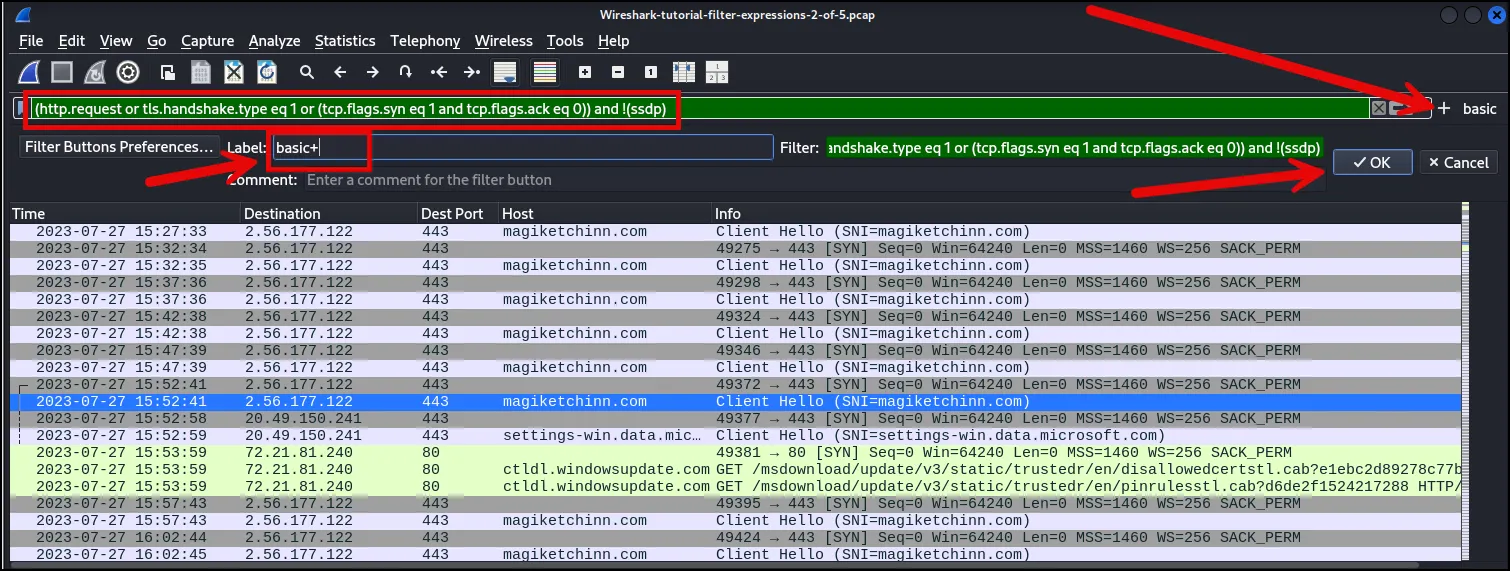 Wireshark-tutorial-filter-expressions-2-of-5.pcap
File Edit View Go Capture Analyze Statistics Telephony Wireless Tools Help
(http.request or tls.handshake.type eq 1 or (tcp.flags.syn eq 1 and tcp.flags.ack eq 0)) and !(ssdp) + basic
Filter Buttons Preferences... Label: basic+ Filter: andshake.type eq 1 or (tcp.flags.syn eq 1 and tcp.flags.ack eq 0)) and !(ssdp) OK Cancel
Comment: Enter a comment for the filter button
Time Destination Dest Port Host Info
2023-07-27 15:27:33 2.56.177.122 443 magiketchinn.com Client Hello (SNI=magiketchinn.com)
2023-07-27 15:32:34 2.56.177.122 443 49275 → 443 [SYN] Seq=0 Win=64240 Len=0 MSS=1460 WS=256 SACK_PERM
2023-07-27 15:32:35 2.56.177.122 443 magiketchinn.com Client Hello (SNI=magiketchinn.com)
2023-07-27 15:37:36 2.56.177.122 443 49298 → 443 [SYN] Seq=0 Win=64240 Len=0 MSS=1460 WS=256 SACK_PERM
2023-07-27 15:37:36 2.56.177.122 443 magiketchinn.com Client Hello (SNI=magiketchinn.com)
2023-07-27 15:42:38 2.56.177.122 443 49324 → 443 [SYN] Seq=0 Win=64240 Len=0 MSS=1460 WS=256 SACK_PERM
2023-07-27 15:42:38 2.56.177.122 443 magiketchinn.com Client Hello (SNI=magiketchinn.com)
2023-07-27 15:47:39 2.56.177.122 443 49346 → 443 [SYN] Seq=0 Win=64240 Len=0 MSS=1460 WS=256 SACK_PERM
2023-07-27 15:47:39 2.56.177.122 443 magiketchinn.com Client Hello (SNI=magiketchinn.com)
2023-07-27 15:52:41 2.56.177.122 443 49372 → 443 [SYN] Seq=0 Win=64240 Len=0 MSS=1460 WS=256 SACK_PERM
2023-07-27 15:52:41 2.56.177.122 443 magiketchinn.com Client Hello (SNI=magiketchinn.com)
2023-07-27 15:52:58 20.49.150.241 443 49377 → 443 [SYN] Seq=0 Win=64240 Len=0 MSS=1460 WS=256 SACK_PERM
2023-07-27 15:52:59 20.49.150.241 443 settings-win.data.mic… Client Hello (SNI=settings-win.data.microsoft.com)
2023-07-27 15:53:59 72.21.81.240 80 49381 → 80 [SYN] Seq=0 Win=64240 Len=0 MSS=1460 WS=256 SACK_PERM
2023-07-27 15:53:59 72.21.81.240 80 ctldl.windowsupdate.com GET /msdownload/update/v3/static/trustedr/en/disallowedcertstl.cab?e1ebc2d89278c77b
2023-07-27 15:53:59 72.21.81.240 80 ctldl.windowsupdate.com GET /msdownload/update/v3/static/trustedr/en/pinrulesstl.cab?d6de2f1524217288 HTTP/
2023-07-27 15:57:43 2.56.177.122 443 49395 → 443 [SYN] Seq=0 Win=64240 Len=0 MSS=1460 WS=256 SACK_PERM
2023-07-27 15:57:43 2.56.177.122 443 magiketchinn.com Client Hello (SNI=magiketchinn.com)
2023-07-27 16:02:44 2.56.177.122 443 49424 → 443 [SYN] Seq=0 Win=64240 Len=0 MSS=1460 WS=256 SACK_PERM
2023-07-27 16:02:45 2.56.177.122 443 magiketchinn.com Client Hello (SNI=magiketchinn.com)